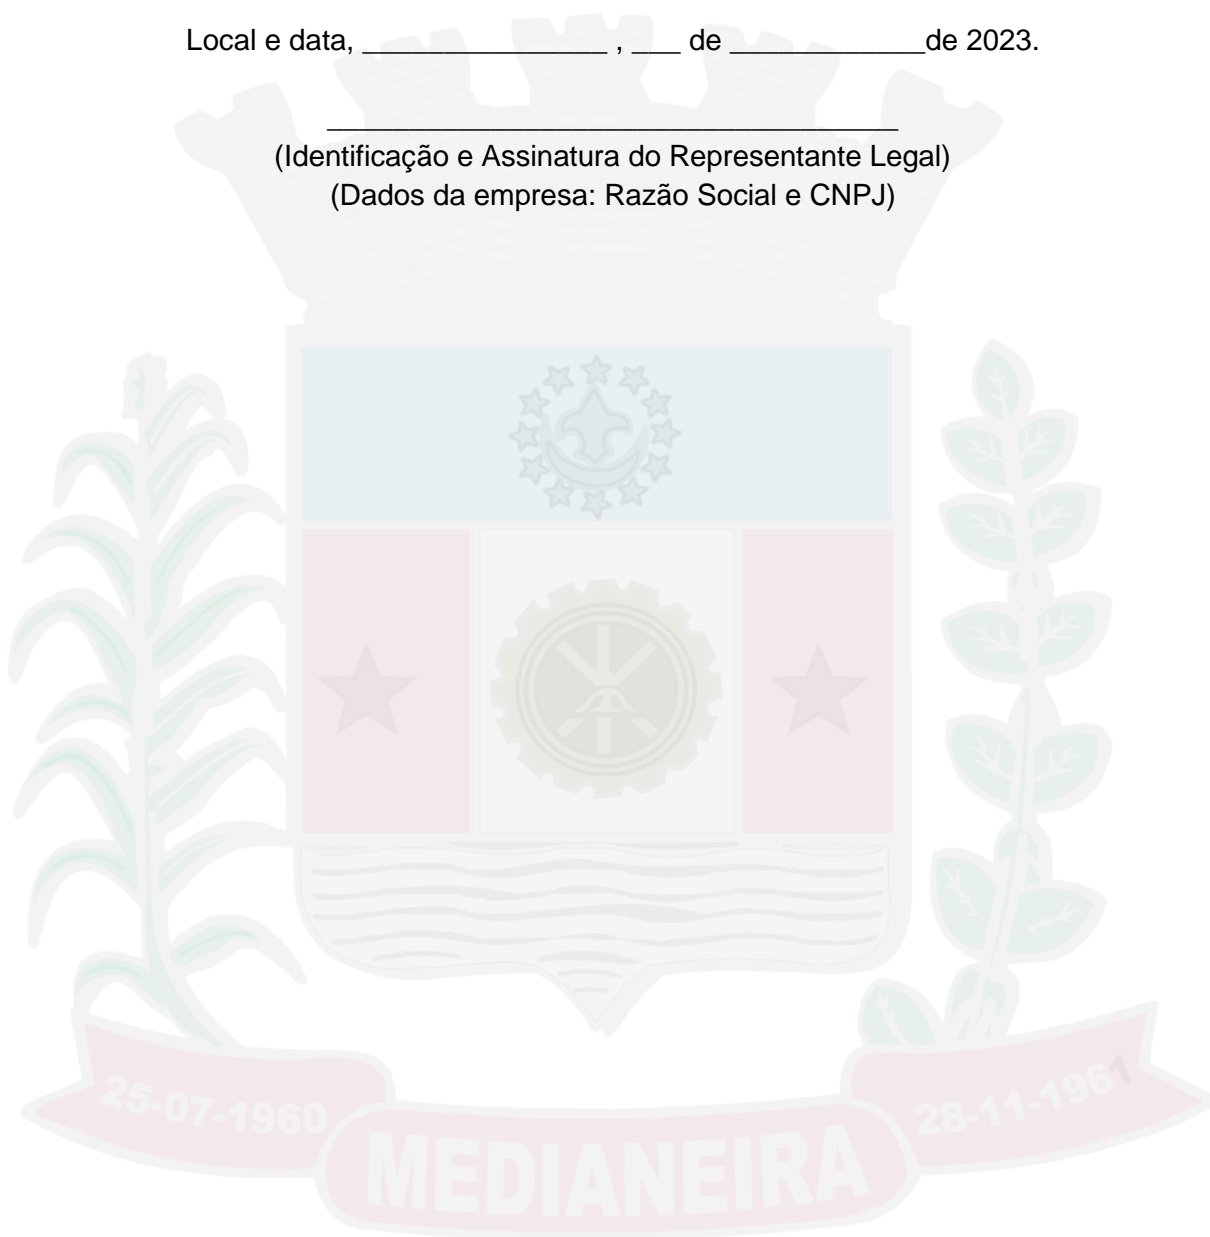 Local e data, _______________ , ___ de ____________de 2023.
___________________________________
(Identificação e Assinatura do Representante Legal)
(Dados da empresa: Razão Social e CNPJ)
25-07-1960
28-11-1961
MEDIANEIRA